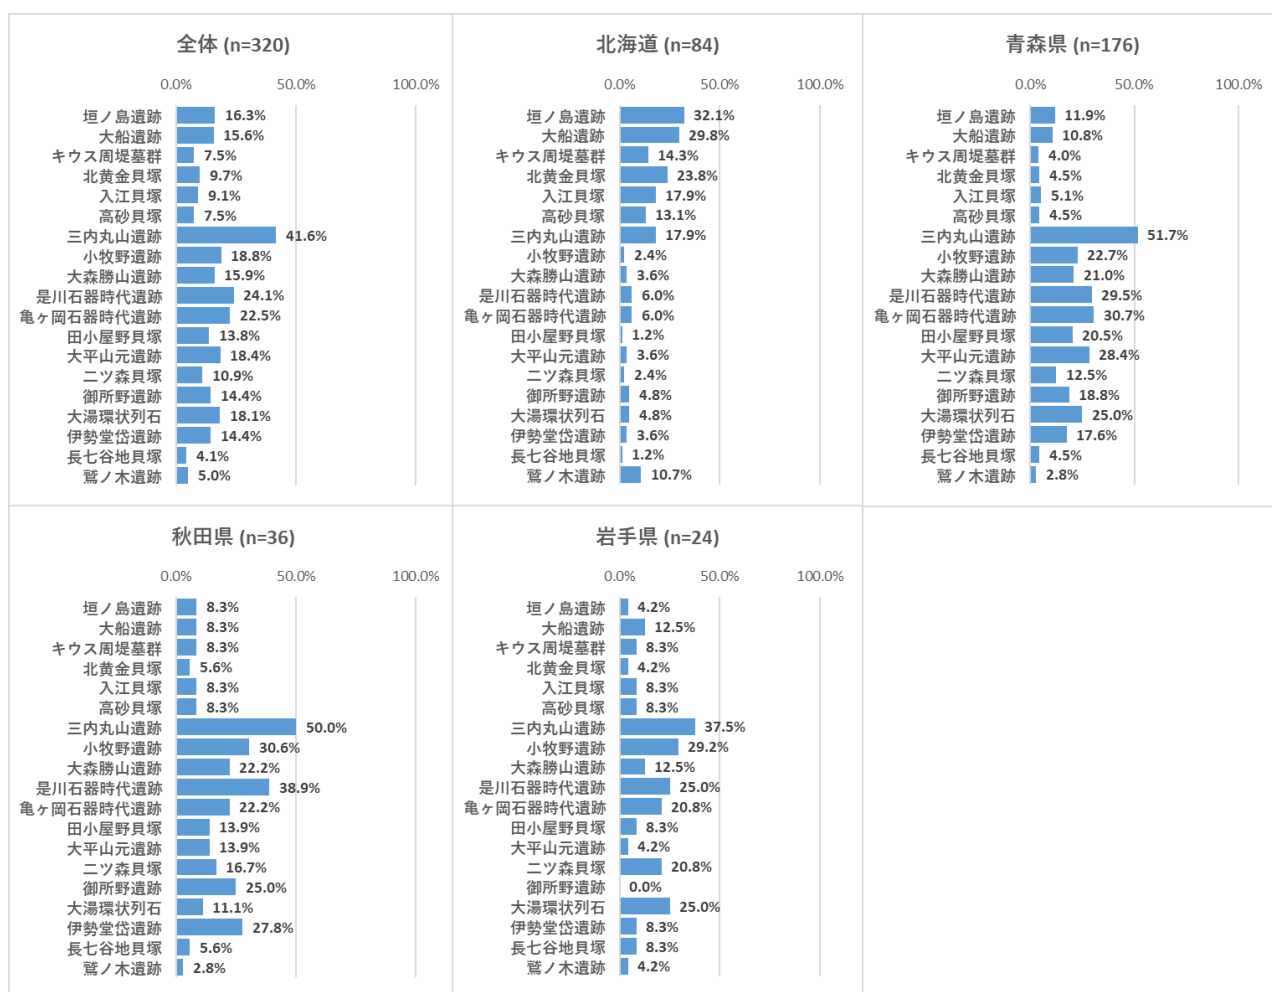 全体 (n=320)
0.0% 50.0% 100.0%
垣ノ島遺跡 16.3%
大船遺跡 15.6%
キウス周堤墓群 7.5%
北黄金貝塚 9.7%
入江貝塚 9.1%
高砂貝塚 7.5%
三内丸山遺跡 41.6%
小牧野遺跡 18.8%
大森勝山遺跡 15.9%
是川石器時代遺跡 24.1%
亀ヶ岡石器時代遺跡 22.5%
田小屋野貝塚 13.8%
大平山元遺跡 18.4%
二ツ森貝塚 10.9%
御所野遺跡 14.4%
大湯環状列石 18.1%
伊勢堂岱遺跡 14.4%
長七谷地貝塚 4.1%
鷲ノ木遺跡 5.0%
北海道 (n=84)
0.0% 50.0% 100.0%
垣ノ島遺跡 32.1%
大船遺跡 29.8%
キウス周堤墓群 14.3%
北黄金貝塚 23.8%
入江貝塚 17.9%
高砂貝塚 13.1%
三内丸山遺跡 17.9%
小牧野遺跡 2.4%
大森勝山遺跡 3.6%
是川石器時代遺跡 6.0%
亀ヶ岡石器時代遺跡 6.0%
田小屋野貝塚 1.2%
大平山元遺跡 3.6%
二ツ森貝塚 2.4%
御所野遺跡 4.8%
大湯環状列石 4.8%
伊勢堂岱遺跡 3.6%
長七谷地貝塚 1.2%
鷲ノ木遺跡 10.7%
青森県 (n=176)
0.0% 50.0% 100.0%
垣ノ島遺跡 11.9%
大船遺跡 10.8%
キウス周堤墓群 4.0%
北黄金貝塚 4.5%
入江貝塚 5.1%
高砂貝塚 4.5%
三内丸山遺跡 51.7%
小牧野遺跡 22.7%
大森勝山遺跡 21.0%
是川石器時代遺跡 29.5%
亀ヶ岡石器時代遺跡 30.7%
田小屋野貝塚 20.5%
大平山元遺跡 28.4%
二ツ森貝塚 12.5%
御所野遺跡 18.8%
大湯環状列石 25.0%
伊勢堂岱遺跡 17.6%
長七谷地貝塚 4.5%
鷲ノ木遺跡 2.8%
秋田県 (n=36)
0.0% 50.0% 100.0%
垣ノ島遺跡 8.3%
大船遺跡 8.3%
キウス周堤墓群 8.3%
北黄金貝塚 5.6%
入江貝塚 8.3%
高砂貝塚 8.3%
三内丸山遺跡 50.0%
小牧野遺跡 30.6%
大森勝山遺跡 22.2%
是川石器時代遺跡 38.9%
亀ヶ岡石器時代遺跡 22.2%
田小屋野貝塚 13.9%
大平山元遺跡 13.9%
二ツ森貝塚 16.7%
御所野遺跡 25.0%
大湯環状列石 11.1%
伊勢堂岱遺跡 27.8%
長七谷地貝塚 5.6%
鷲ノ木遺跡 2.8%
岩手県 (n=24)
0.0% 50.0% 100.0%
垣ノ島遺跡 4.2%
大船遺跡 12.5%
キウス周堤墓群 8.3%
北黄金貝塚 4.2%
入江貝塚 8.3%
高砂貝塚 8.3%
三内丸山遺跡 37.5%
小牧野遺跡 29.2%
大森勝山遺跡 12.5%
是川石器時代遺跡 25.0%
亀ヶ岡石器時代遺跡 20.8%
田小屋野貝塚 8.3%
大平山元遺跡 4.2%
二ツ森貝塚 20.8%
御所野遺跡 0.0%
大湯環状列石 25.0%
伊勢堂岱遺跡 8.3%
長七谷地貝塚 8.3%
鷲ノ木遺跡 4.2%